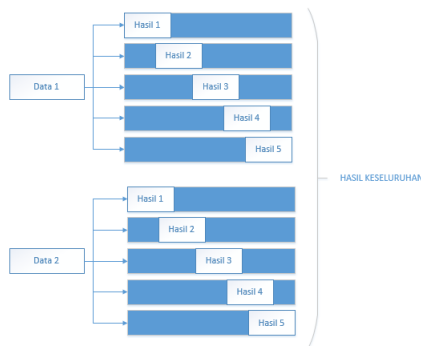 Hasil 1
Hasil 2
Data 1
Hasil 3
Hasil 4
Hasil 5
HASIL KESELURUHAN
Hasil 1
Hasil 2
Data 2
Hasil 3
Hasil 4
Hasil 5